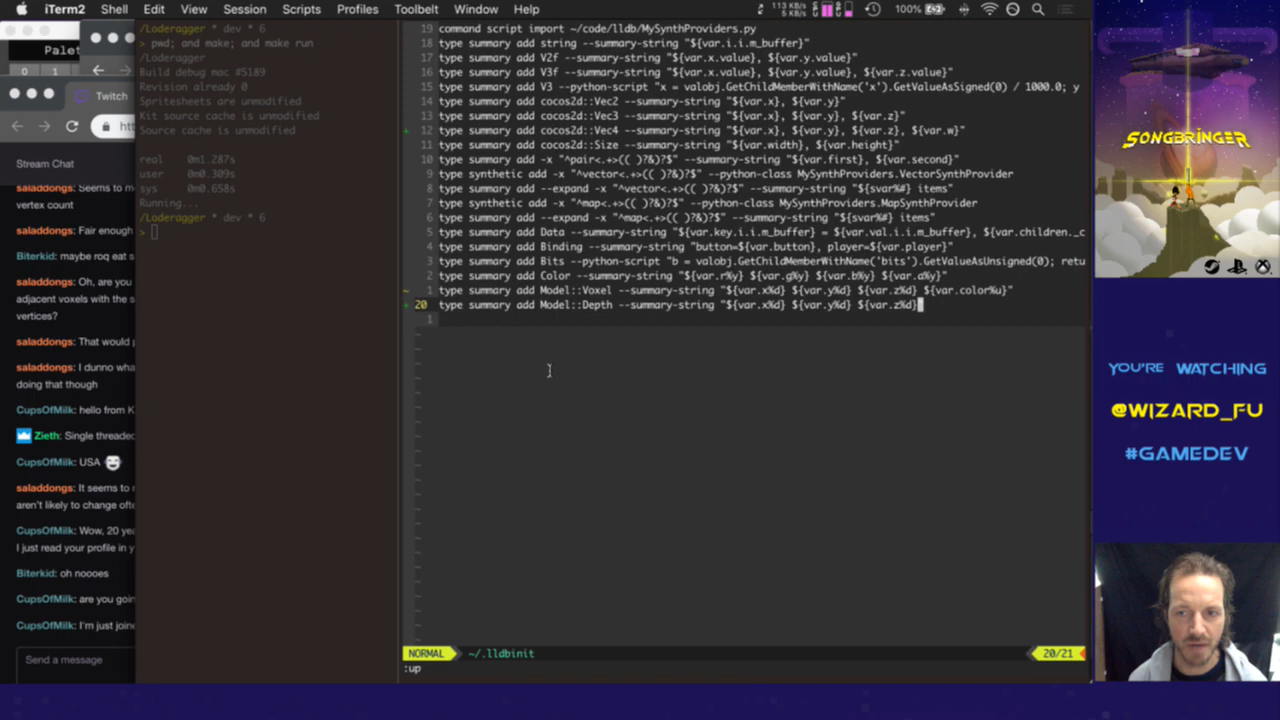 iTerm2 Shell Edit View Session Scripts Profiles Toolbelt Window Help
113 KB/s
5 KB/s
100%
Palet
0 1
Twitch
htt
Stream Chat
saladdongs: Seems to m
vertex count
saladdongs: Fair enough
Biterkid: maybe roq eat s
saladdongs: Oh, are you
adjacent voxels with the s
vertices?
saladdongs: That would p
saladdongs: I dunno wha
doing that though
CupsOfMilk: hello from K
Zieth: Single threaded
CupsOfMilk: USA
saladdongs: It seems to m
aren't likely to change ofte
CupsOfMilk: Wow, 20 yea
I just read your profile in y
Biterkid: oh noooes
CupsOfMilk: are you goin
CupsOfMilk: I'm just joine
Send a message
/Loderagger * dev * 6
> pwd; and make; and make run
/Loderagger
Build debug mac #5189
Revision already 0
Spritesheets are unmodified
Kit source cache is unmodified
Source cache is unmodified
real 0m1.287s
user 0m0.309s
sys 0m0.658s
Running...
/Loderagger * dev * 6
>
19 command script import ~/code/lldb/MySynthProviders.py
18 type summary add string --summary-string "${var.i.i.m_buffer}"
17 type summary add V2f --summary-string "${var.x.value}, ${var.y.value}"
16 type summary add V3f --summary-string "${var.x.value}, ${var.y.value}, ${var.z.value}"
15 type summary add V3 --python-script "x = valobj.GetChildMemberWithName('x').GetValueAsSigned(0) / 1000.0; y
14 type summary add cocos2d::Vec2 --summary-string "${var.x}, ${var.y}"
13 type summary add cocos2d::Vec3 --summary-string "${var.x}, ${var.y}, ${var.z}"
+ 12 type summary add cocos2d::Vec4 --summary-string "${var.x}, ${var.y}, ${var.z}, ${var.w}"
11 type summary add cocos2d::Size --summary-string "${var.width}, ${var.height}"
10 type summary add -x "^pair<.+>(( )?&)?$" --summary-string "${var.first}, ${var.second}"
9 type synthetic add -x "^vector<.+>(( )?&)?$" --python-class MySynthProviders.VectorSynthProvider
8 type summary add --expand -x "^vector<.+>(( )?&)?$" --summary-string "${svar%#} items"
7 type synthetic add -x "^map<.+>(( )?&)?$" --python-class MySynthProviders.MapSynthProvider
6 type summary add --expand -x "^map<.+>(( )?&)?$" --summary-string "${svar%#} items"
5 type summary add Data --summary-string "${var.key.i.i.m_buffer} = ${var.val.i.i.m_buffer}, ${var.children._c
4 type summary add Binding --summary-string "button=${var.button}, player=${var.player}"
3 type summary add Bits --python-script "b = valobj.GetChildMemberWithName('bits').GetValueAsUnsigned(0); retu
2 type summary add Color --summary-string "${var.r%y} ${var.g%y} ${var.b%y} ${var.a%y}"
~ 1 type summary add Model::Voxel --summary-string "${var.x%d} ${var.y%d} ${var.z%d} ${var.color%u}"
+ 20 type summary add Model::Depth --summary-string "${var.x%d} ${var.y%d} ${var.z%d}
1
NORMAL ~/.lldbinit 20/21
:up
SONGBRINGER
YOU'RE WATCHING
@WIZARD_FU
#GAMEDEV